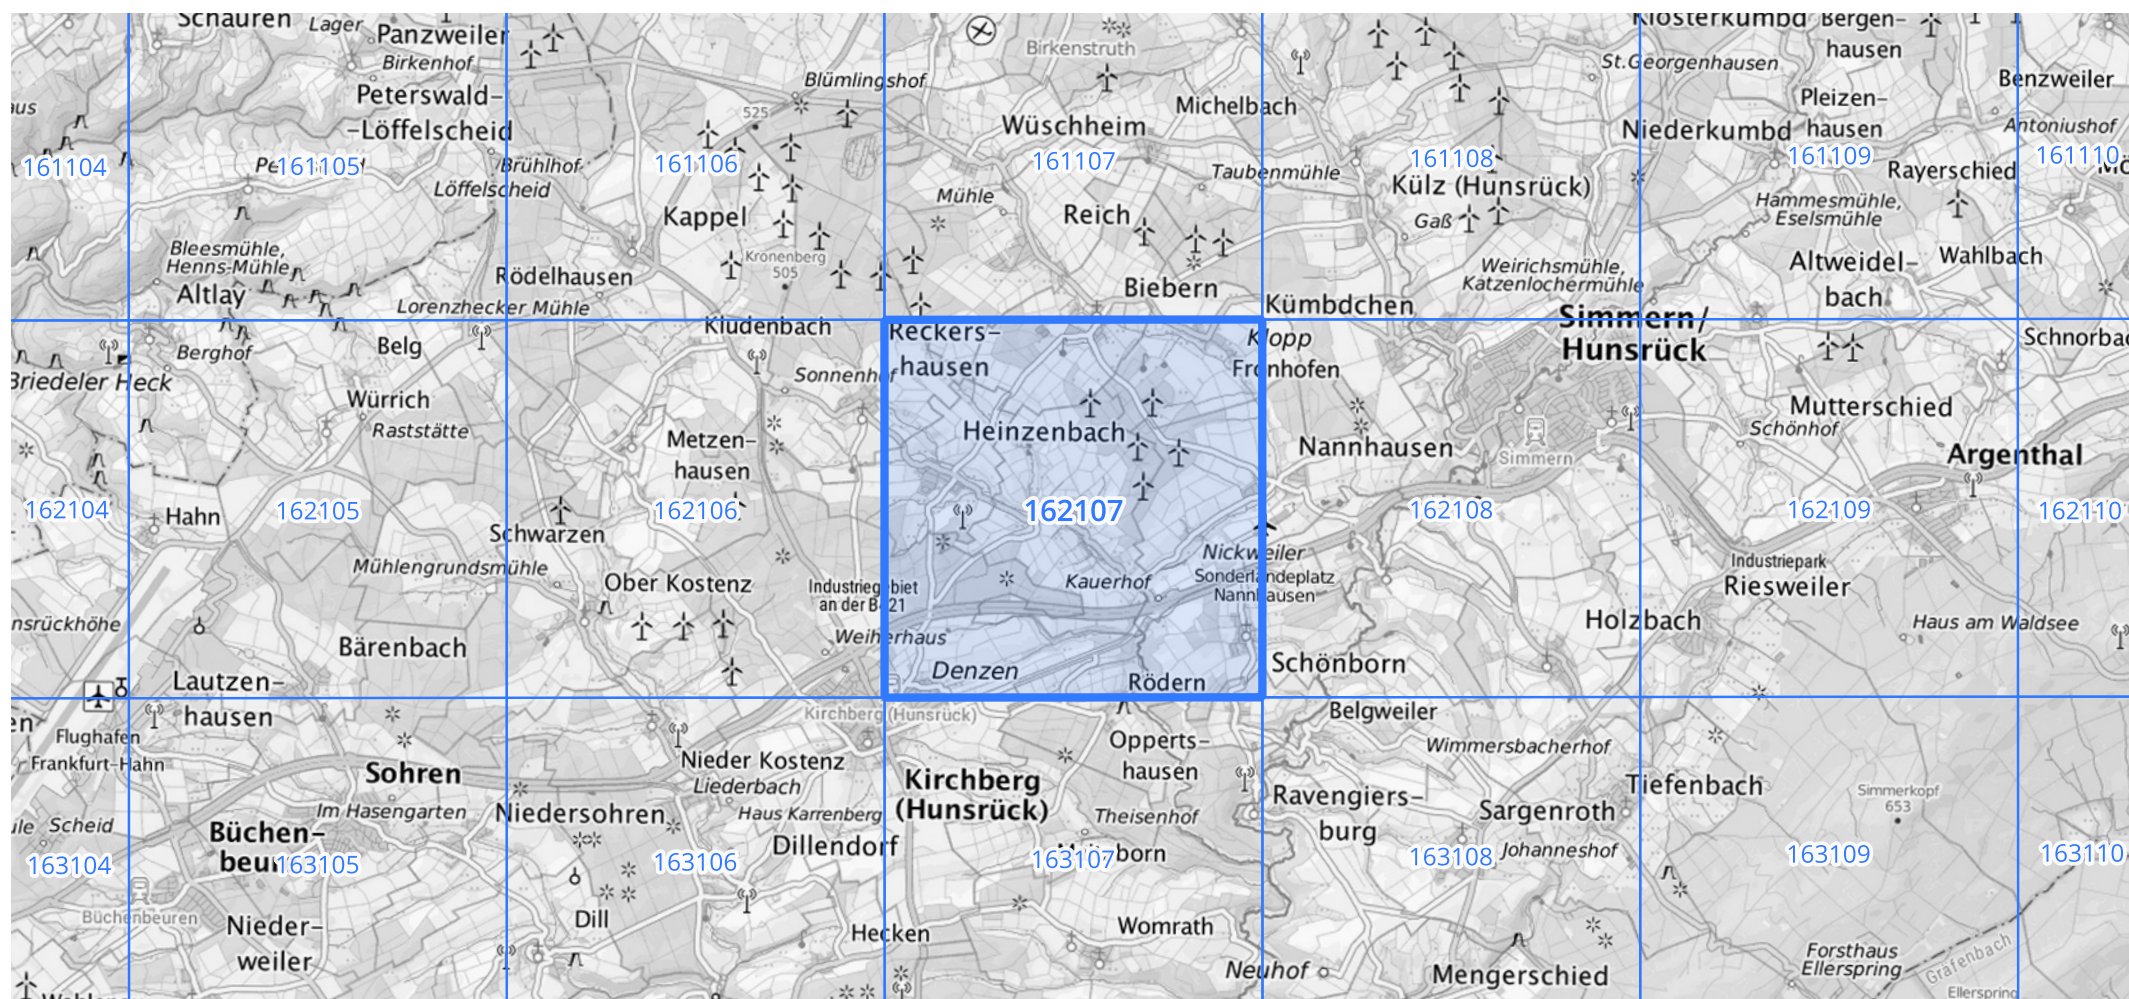 Schauren
Lager
Panzweiler
Birkenhof
Peterswald-
-Löffelscheid
Löffelscheid
Brühlhof
Blümlingshof
525
Birkenstruth
Wüschheim
Michelbach
Taubenmühle
St.Georgenhausen
Klosterkumbd
Bergen-
hausen
Benzweiler
Pleizen-
hausen
Niederkumbd
Antoniushof
Rayerschied
161104
161105
161106
161107
161108
161109
161110
Mühle
Reich
Kappel
Külz (Hunsrück)
Gaß
Hammesmühle,
Eselsmühle
Bleesmühle,
Henns-Mühle
Altlay
Rödelhausen
Kronenberg
505
Lorenzhecker Mühle
Biebern
Kümbdchen
Weirichsmühle,
Katzenlochermühle
Altweidel-
bach
Wahlbach
Simmern/
Hunsrück
Kludenbach
Reckers-
hausen
Klopp
Fronhofen
Berghof
Belg
Briedeler Heck
Sonnenhof
Würrich
Raststätte
Metzen-
hausen
Heinzenbach
Nannhausen
Simmern
Mutterschied
Schönhof
Argenthal
162104
162105
162106
162107
162108
162109
162110
Hahn
Schwarzen
Mühlengrundsmühle
Ober Kostenz
Industriegebiet
an der B421
Kauerhof
Nickweiler
Sonderlandeplatz
Nannhausen
Industriepark
Riesweiler
Holzbach
Haus am Waldsee
Bärenbach
Weiherhaus
Denzen
Rödern
Schönborn
Lautzen-
hausen
Flughafen
Frankfurt-Hahn
Kirchberg (Hunsrück)
Belgweiler
Opperts-
hausen
Wimmersbacherhof
Sohren
Nieder Kostenz
Liederbach
Kirchberg
(Hunsrück)
Tiefenbach
Simmerkopf
653
Im Hasengarten
Niedersohren
Haus Karrenberg
Theisenhof
Ravengiers-
burg
Sargenroth
Scheid
Büchen-
Dillendorf
Johanneshof
163104
163105
163106
163107
163108
163109
163110
Büchenbeuren
Nieder-
weiler
Dill
Hecken
Womrath
Neuhof
Mengerschied
Forsthaus
Ellerspring
Gräfenbach
Ellerspring